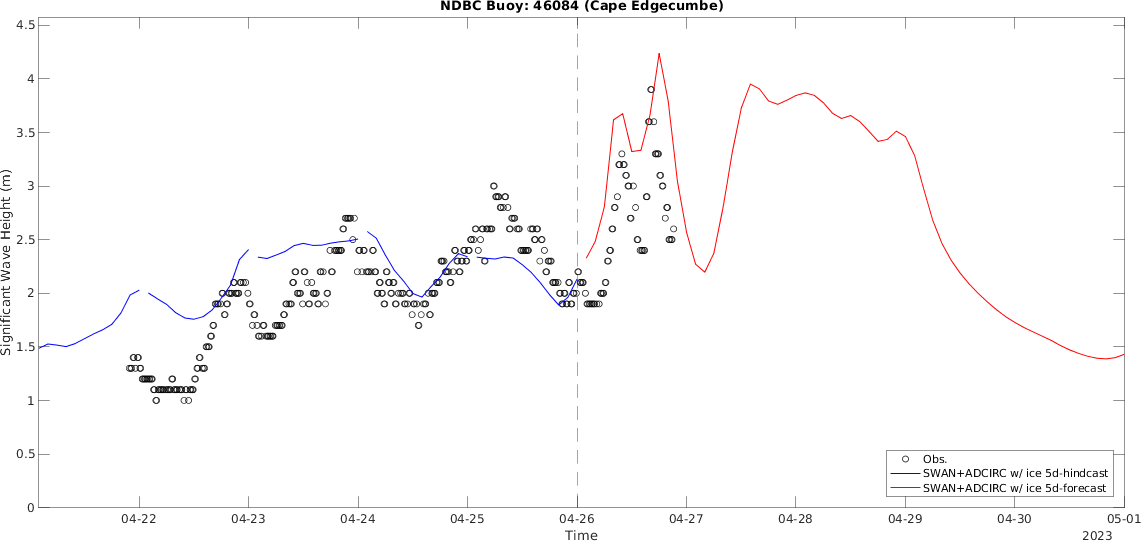 NDBC Buoy: 46084 (Cape Edgecumbe)
4.5
4
3.5
3
2.5
2
1.5
1
0.5
0
Significant Wave Height (m)
Obs.
SWAN+ADCIRC w/ ice 5d-hindcast
SWAN+ADCIRC w/ ice 5d-forecast
04-22 04-23 04-24 04-25 04-26 04-27 04-28 04-29 04-30 05-01
Time
2023